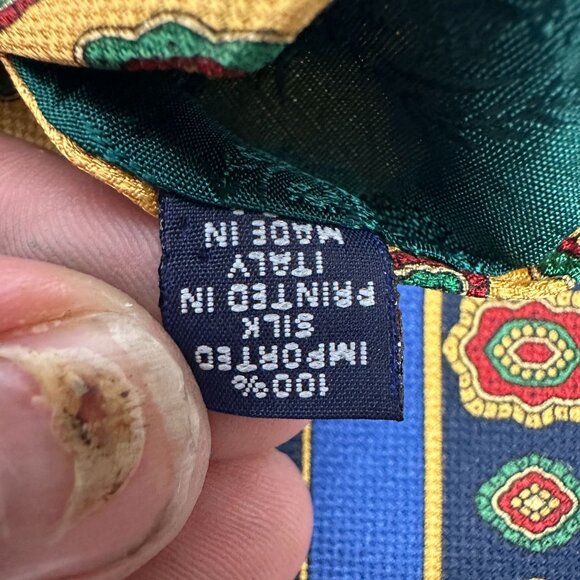 100%
IMPORTED
SILK
PRINTED IN
ITALY
MADE IN